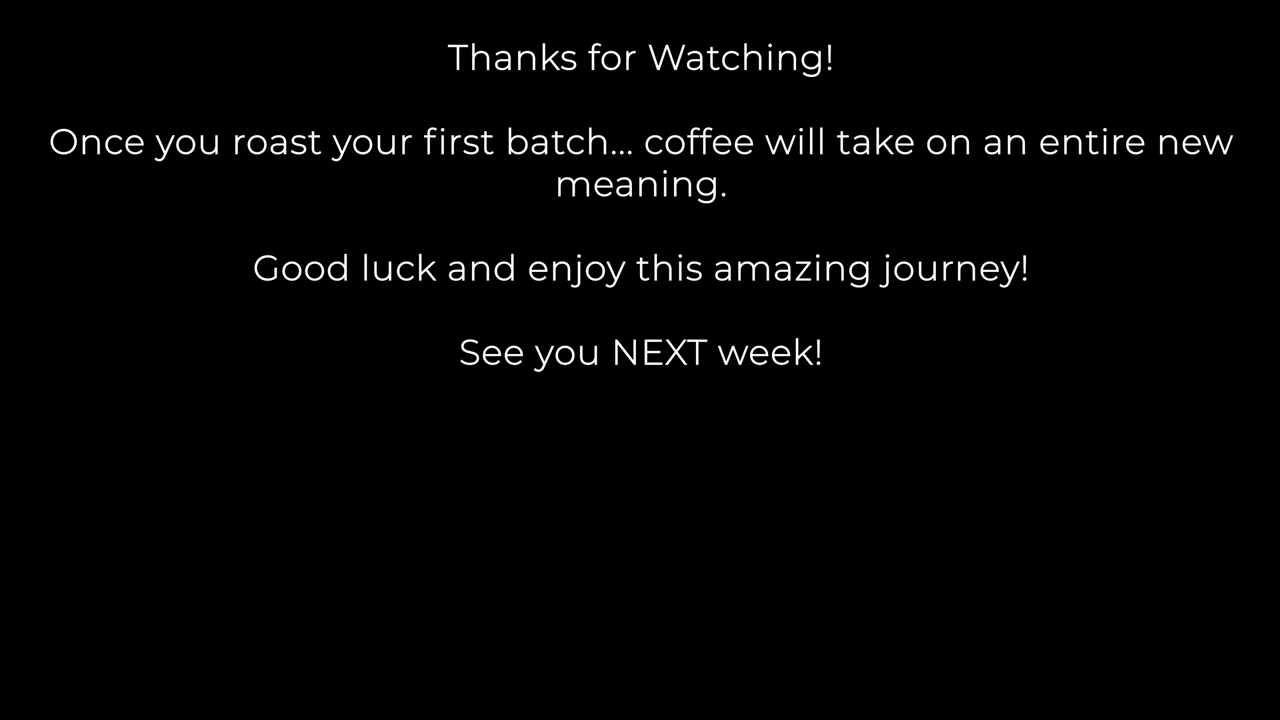 Thanks for Watching!
Once you roast your first batch... coffee will take on an entire new
meaning.
Good luck and enjoy this amazing journey!
See you NEXT week!